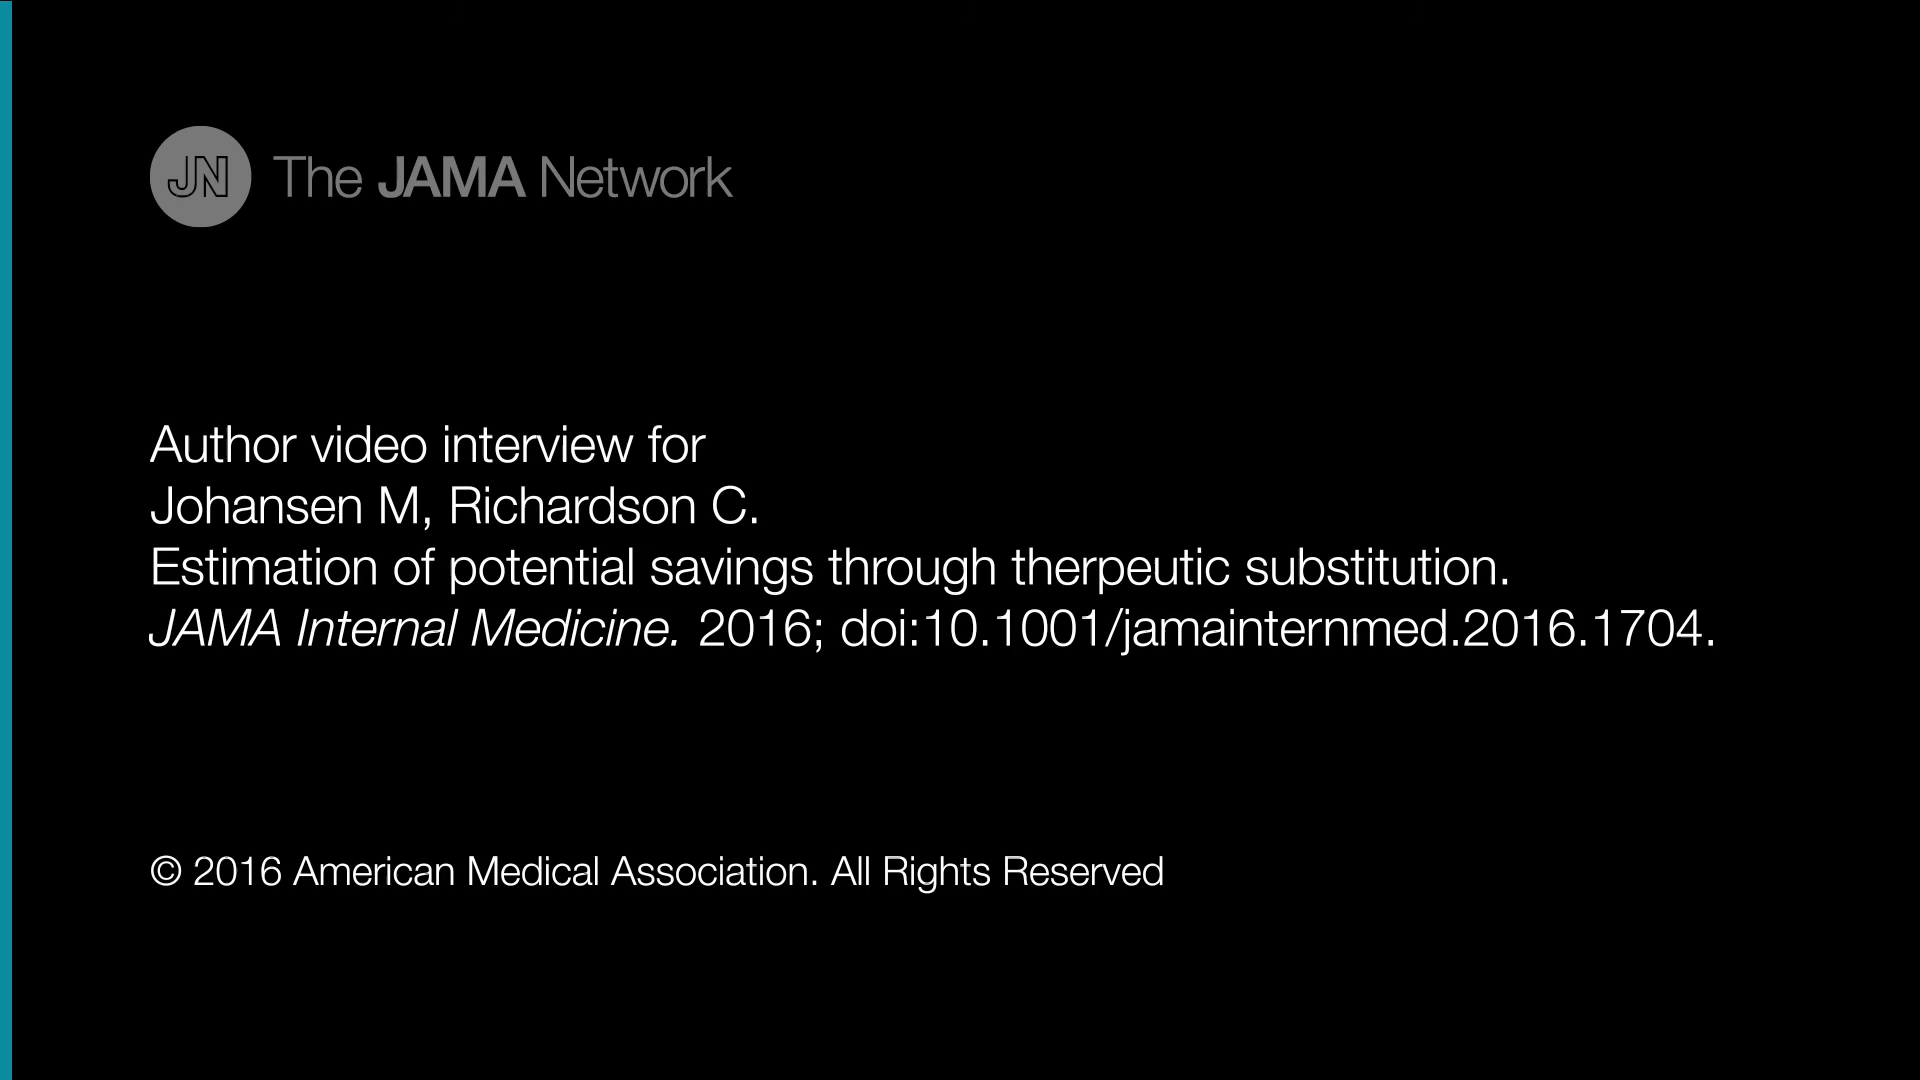 JN The JAMA Network
Author video interview for
Johansen M, Richardson C.
Estimation of potential savings through therpeutic substitution.
JAMA Internal Medicine. 2016; doi:10.1001/jamainternmed.2016.1704.
© 2016 American Medical Association. All Rights Reserved